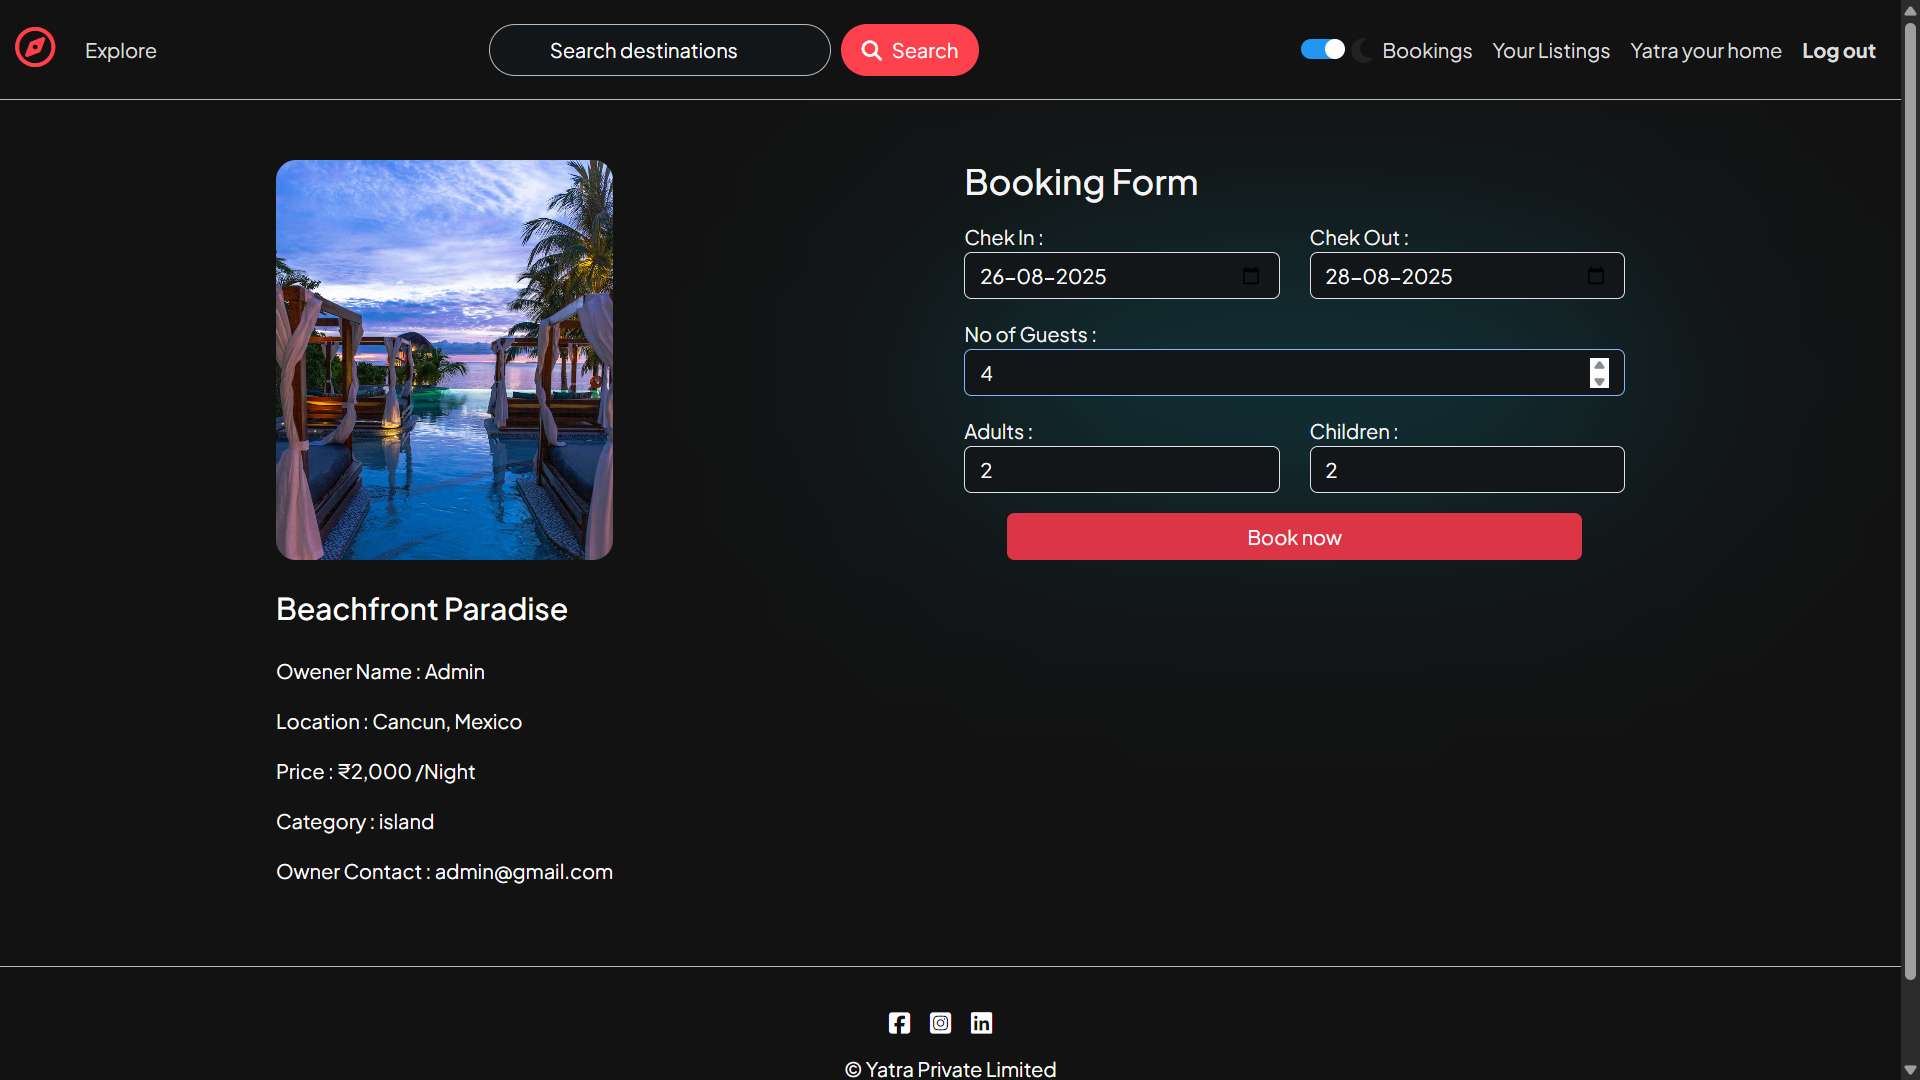 Explore
Search destinations
Search
Bookings
Your Listings
Yatra your home
Log out
Booking Form
Chek In :
Chek Out :
26-08-2025
28-08-2025
No of Guests :
4
Adults :
Children :
2
2
Book now
Beachfront Paradise
Owener Name : Admin
Location : Cancun, Mexico
Price : ₹2,000 /Night
Category : island
Owner Contact : admin@gmail.com
© Yatra Private Limited